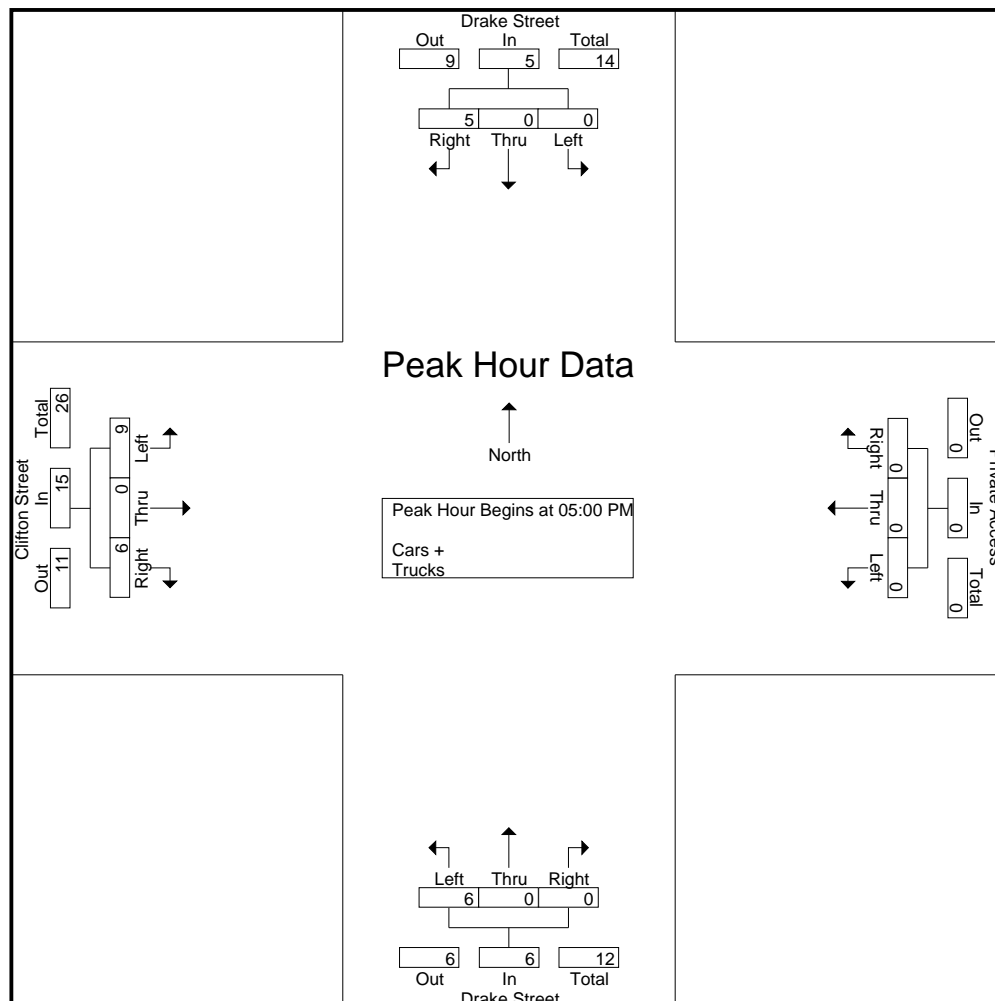 Drake Street
Out In Total
9 5 14
5 0 0
Right Thru Left
Peak Hour Data
North
Peak Hour Begins at 05:00 PM
Cars +
Trucks
Clifton Street
Out In Total
11 15 26
Right Thru Left
6 0 9
Private Access
Out In Total
0 0 0
Right Thru Left
0 0 0
Left Thru Right
6 0 0
6 6 12
Out In Total
Drake Street